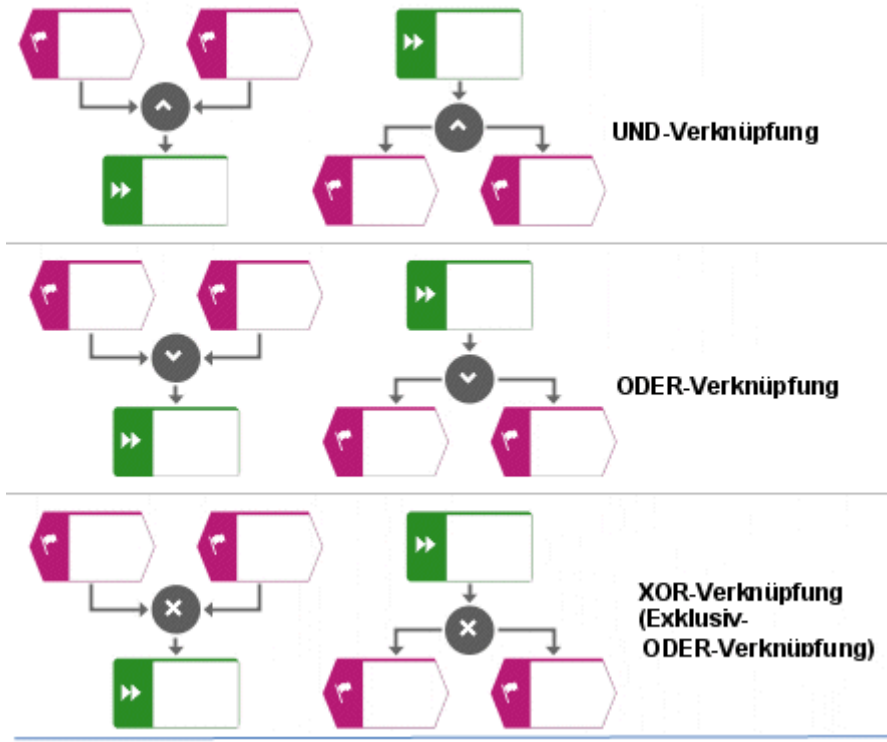 UND-Verknüpfung
ODER-Verknüpfung
XOR-Verknüpfung
(Exklusiv-
ODER-Verknüpfung)